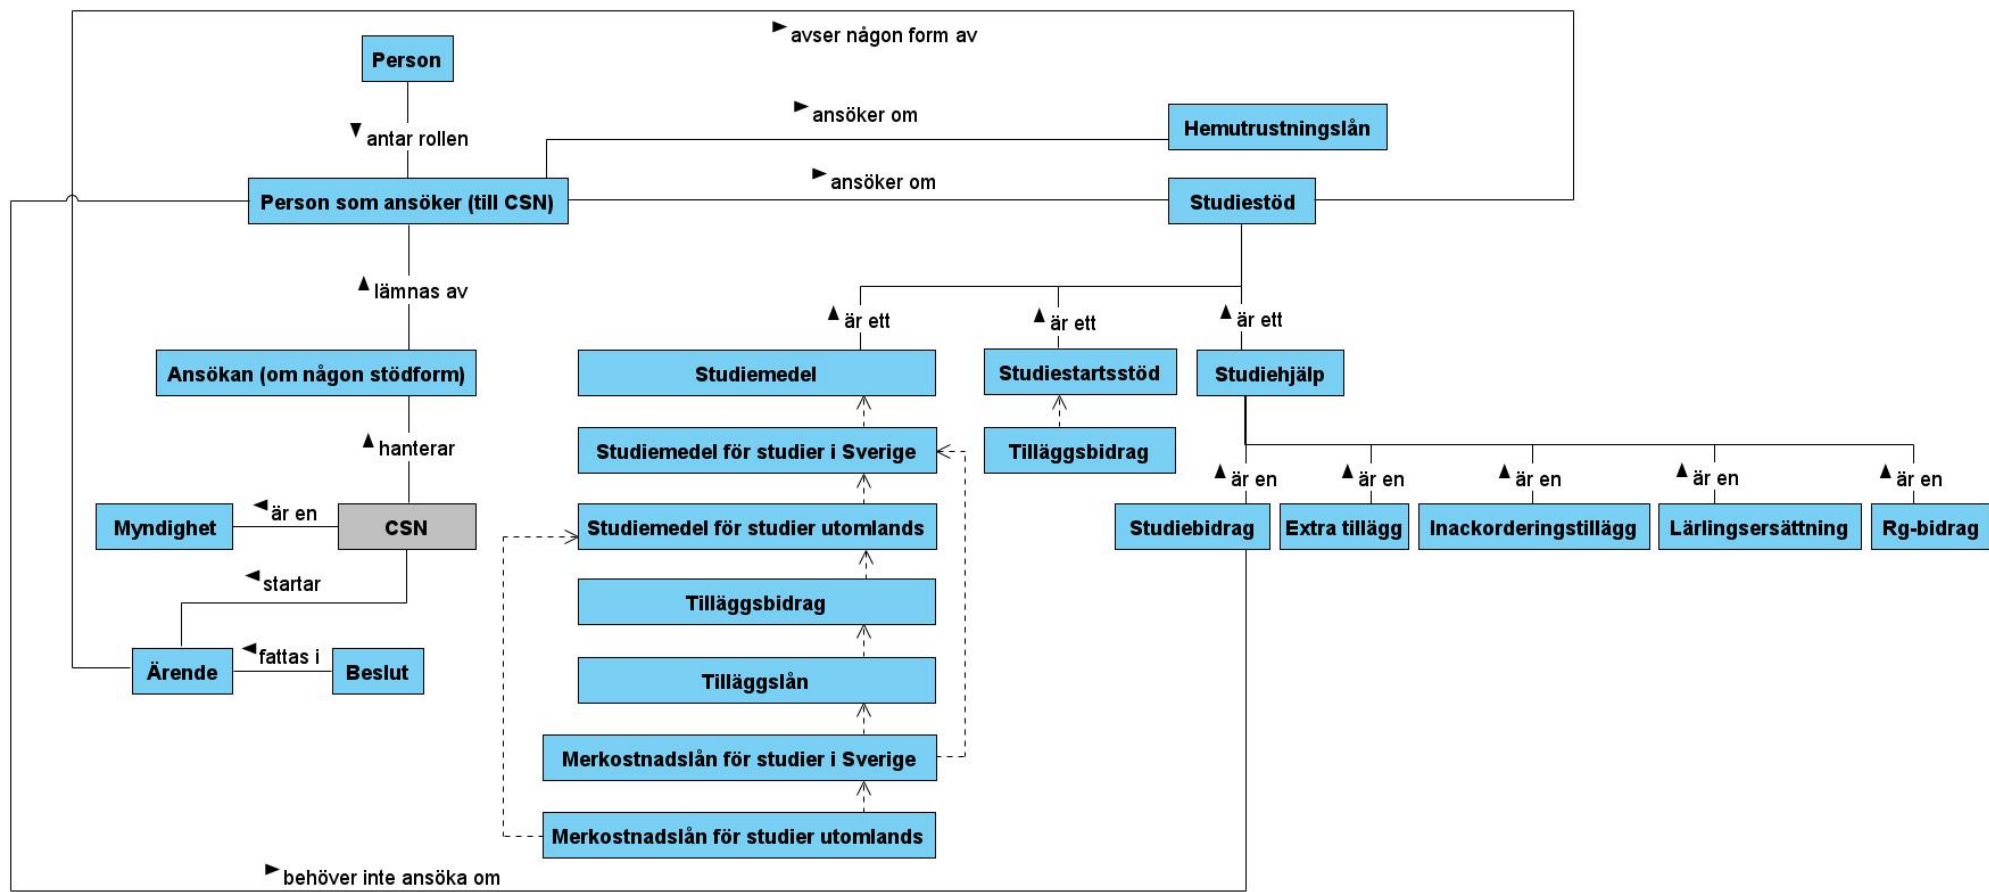 avser någon form av
Person
ansöker om
Hemutrustningslån
antar rollen
ansöker om
Person som ansöker (till CSN)
Studiestöd
lämnas av
är ett
är ett
är ett
Ansökan (om någon stödform)
Studiemedel
Studiestartsstöd
Studiehjälp
hanterar
Studiemedel för studier i Sverige
Tilläggsbidrag
är en
är en
är en
är en
är en
är en
Myndighet
CSN
Studiemedel för studier utomlands
Studiebidrag
Extra tillägg
Inackorderingstillägg
Lärlingsersättning
Rg-bidrag
startar
Tilläggsbidrag
fattas i
Ärende
Beslut
Tilläggslån
Merkostnadslån för studier i Sverige
Merkostnadslån för studier utomlands
behöver inte ansöka om